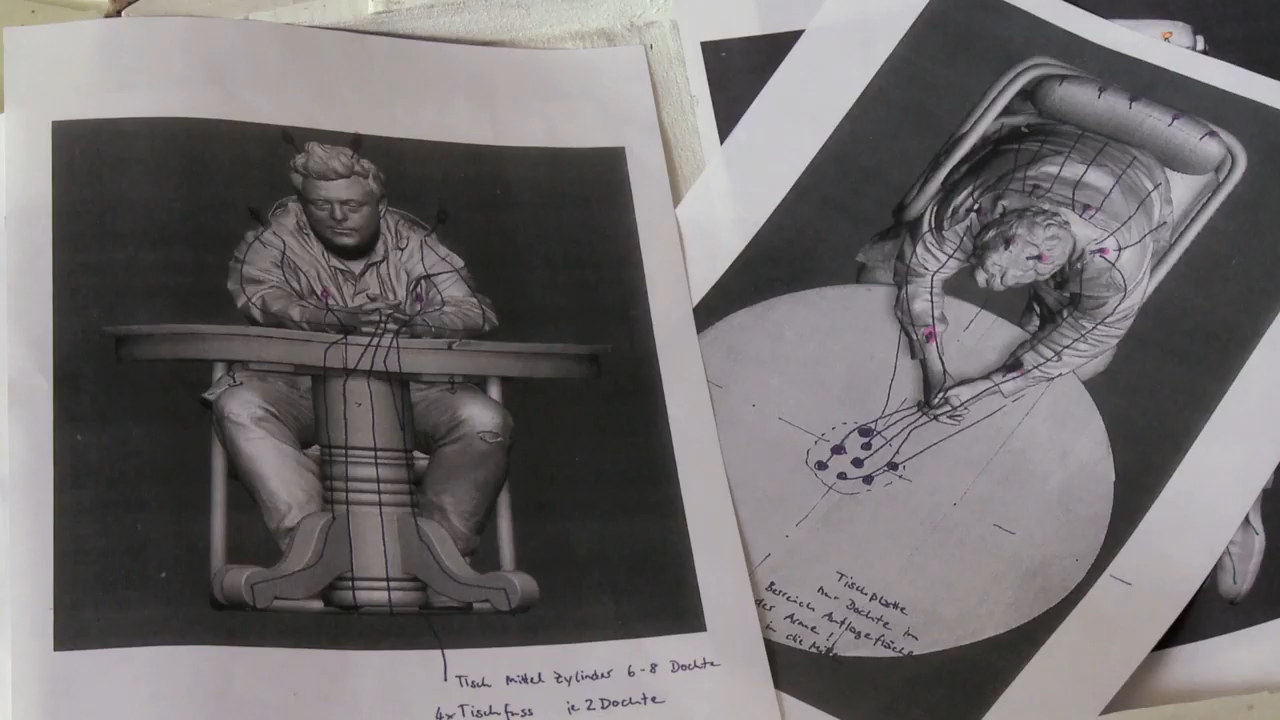 Tisch mittel Zylinder 6-8 Dochte
4x Tischfuss je 2 Dochte
Tischplatte
nur Dochte im
Bereich Auflagefläche
der Arme!
in die Mitte